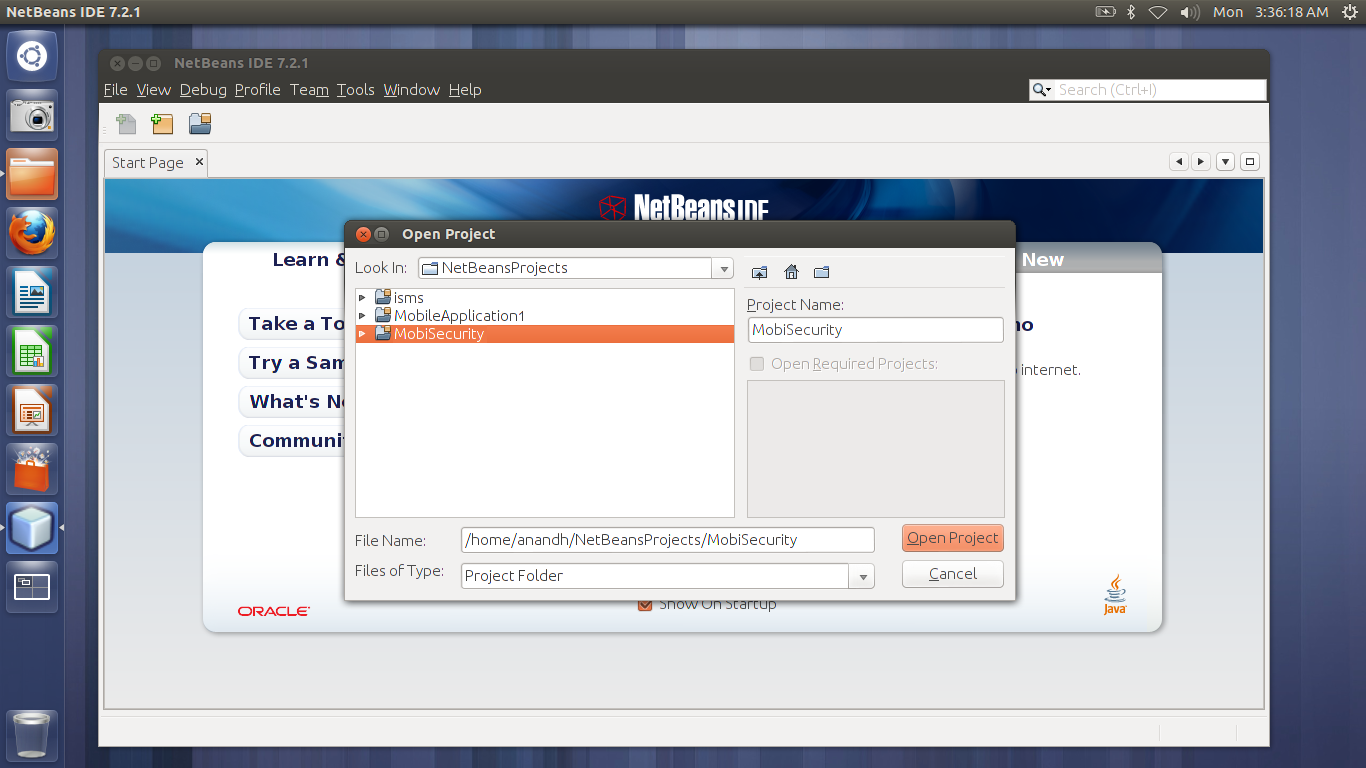 NetBeans IDE 7.2.1
Mon 3:36:18 AM
NetBeans IDE 7.2.1
File View Debug Profile Team Tools Window Help
Search (Ctrl+I)
Start Page
NetBeans IDE
Learn &
New
Open Project
Look In:
NetBeansProjects
isms
MobileApplication1
MobiSecurity
Project Name:
MobiSecurity
Open Required Projects:
Take a To
Try a Sam
What's Ne
Communit
no
internet.
File Name:
/home/anandh/NetBeansProjects/MobiSecurity
Open Project
Files of Type:
Project Folder
Cancel
ORACLE
Show On Startup
Java